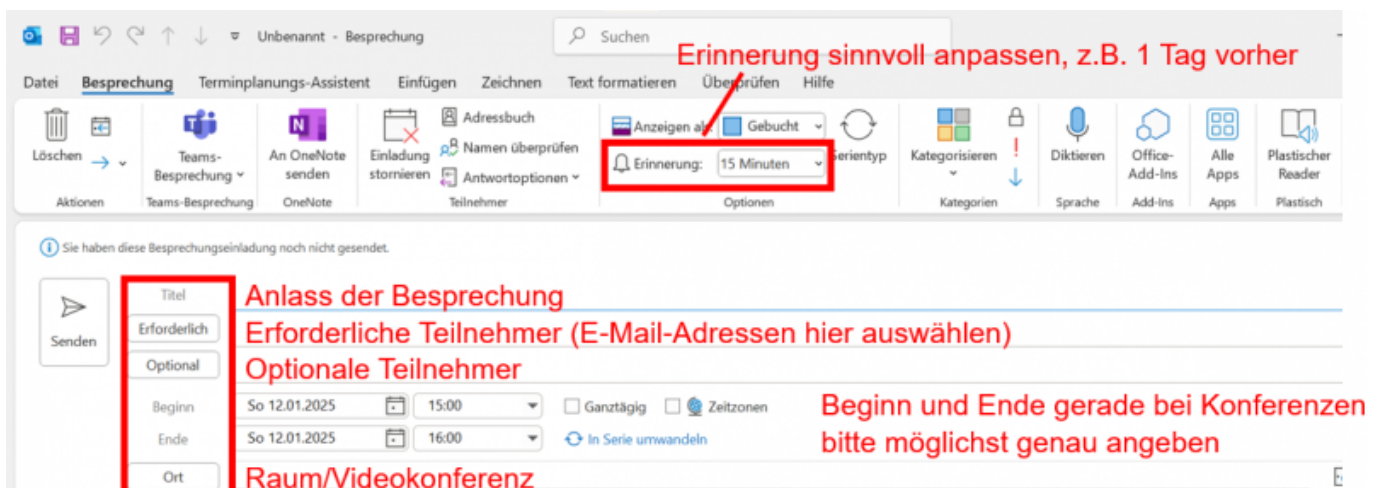 Unbenannt - Besprechung
Suchen
Erinnerung sinnvoll anpassen, z.B. 1 Tag vorher
Datei Besprechung Terminplanungs-Assistent Einfügen Zeichnen Text formatieren Überprüfen Hilfe
Löschen
Teams-
Besprechung
An OneNote
senden
Einladung
stornieren
Adressbuch
Namen überprüfen
Antwortoptionen
Anzeigen als: Gebucht
Erinnerung: 15 Minuten
Serientyp
Kategorisieren
Diktieren
Office-
Add-Ins
Alle
Apps
Plastischer
Reader
Aktionen Teams-Besprechung OneNote Teilnehmer Optionen Kategorien Sprache Add-Ins Apps Plastisch
Sie haben diese Besprechungseinladung noch nicht gesendet.
Senden
Titel Anlass der Besprechung
Erforderlich Erforderliche Teilnehmer (E-Mail-Adressen hier auswählen)
Optional Optionale Teilnehmer
Beginn So 12.01.2025 15:00 Ganztägig Zeitzonen
Ende So 12.01.2025 16:00 In Serie umwandeln
Beginn und Ende gerade bei Konferenzen
bitte möglichst genau angeben
Ort Raum/Videokonferenz